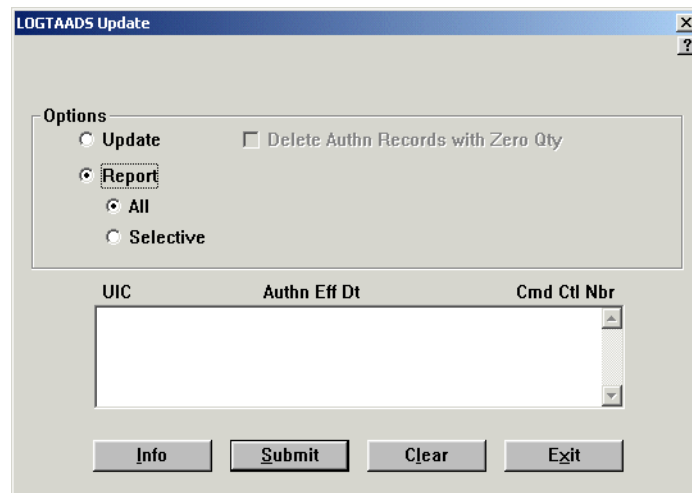 LOGTAADS Update
?
Options
Update Delete Authn Records with Zero Qty
Report
All
Selective
UIC Authn Eff Dt Cmd Ctl Nbr
Info Submit Clear Exit